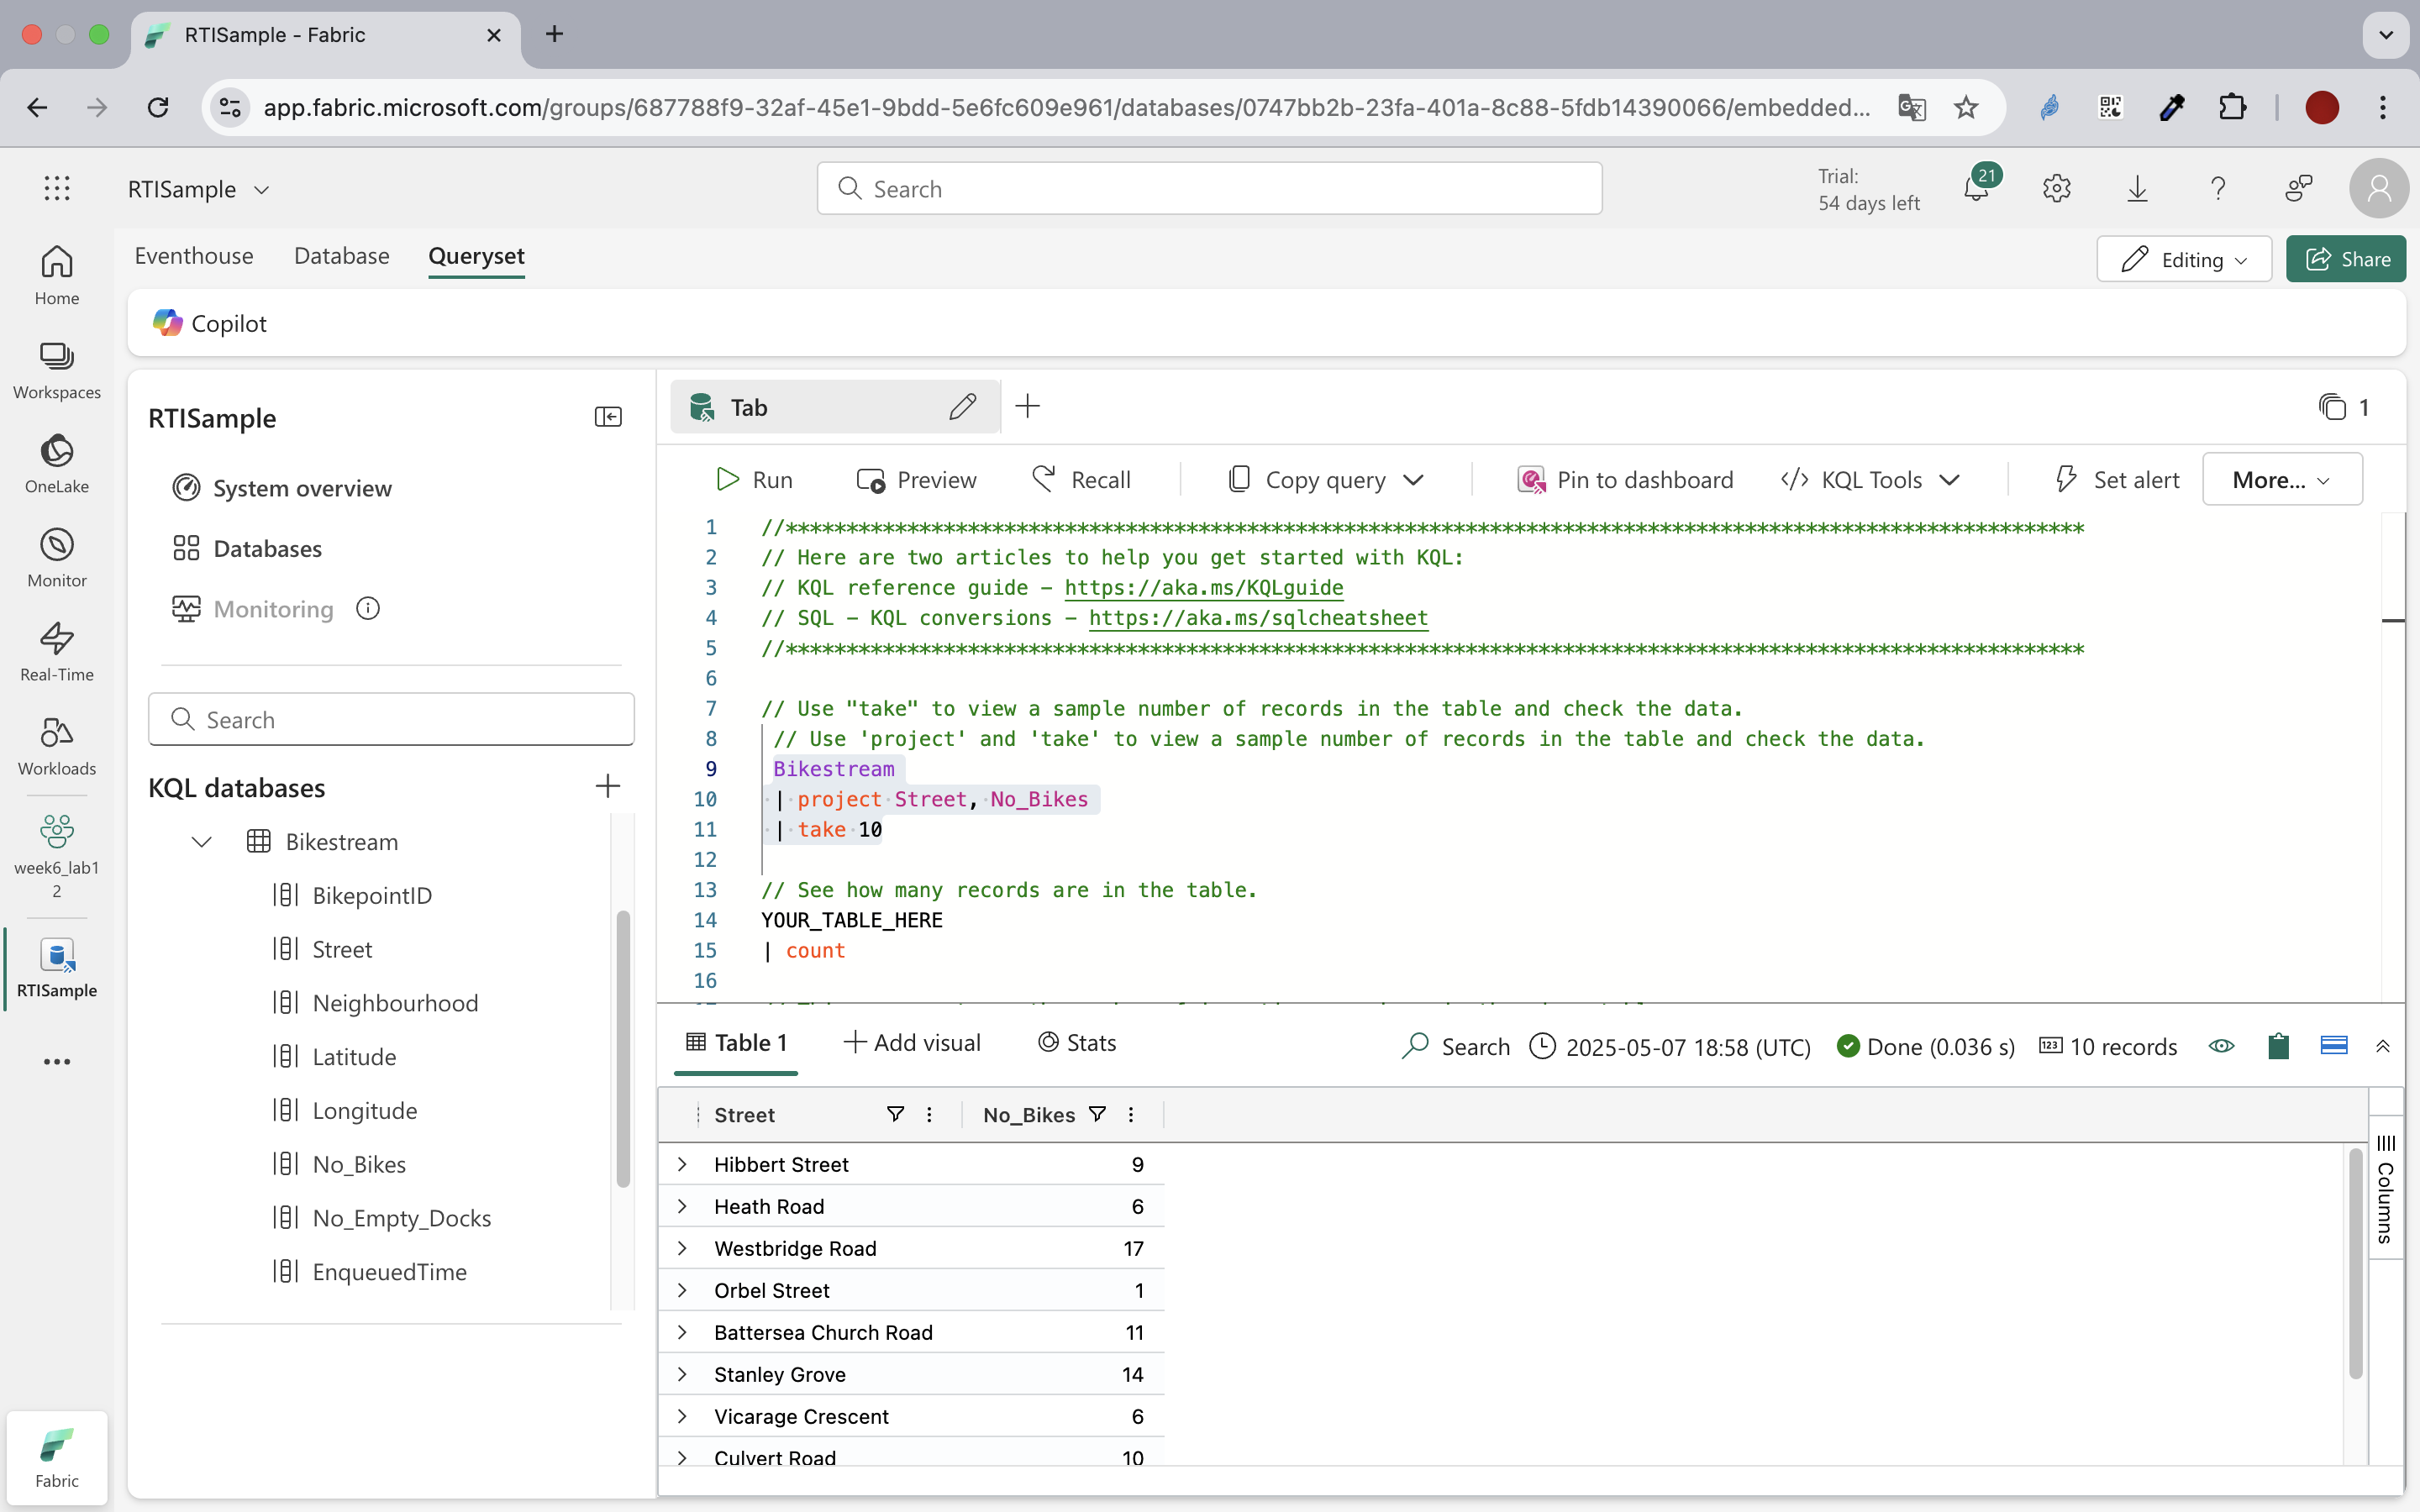 RTISample - Fabric
app.fabric.microsoft.com/groups/687788f9-32af-45e1-9bdd-5e6fc609e961/databases/0747bb2b-23fa-401a-8c88-5fdb14390066/embedded...
RTISample
Search
Trial:
54 days left
21
Home
Workspaces
OneLake
Monitor
Real-Time
Workloads
week6_lab1
2
RTISample
Fabric
Eventhouse Database Queryset
Editing
Share
Copilot
RTISample
System overview
Databases
Monitoring
Search
KQL databases
Bikestream
BikepointID
Street
Neighbourhood
Latitude
Longitude
No_Bikes
No_Empty_Docks
EnqueuedTime
Tab
1
Run Preview Recall Copy query Pin to dashboard KQL Tools Set alert More...
1 //************************************************************************************************************
2 // Here are two articles to help you get started with KQL:
3 // KQL reference guide - https://aka.ms/KQLguide
4 // SQL - KQL conversions - https://aka.ms/sqlcheatsheet
5 //************************************************************************************************************
6
7 // Use "take" to view a sample number of records in the table and check the data.
8 // Use 'project' and 'take' to view a sample number of records in the table and check the data.
9 Bikestream
10 | project Street, No_Bikes
11 | take 10
12
13 // See how many records are in the table.
14 YOUR_TABLE_HERE
15 | count
16
Table 1 Add visual Stats Search 2025-05-07 18:58 (UTC) Done (0.036 s) 10 records
Street No_Bikes
Hibbert Street 9
Heath Road 6
Westbridge Road 17
Orbel Street 1
Battersea Church Road 11
Stanley Grove 14
Vicarage Crescent 6
Culvert Road 10
Columns